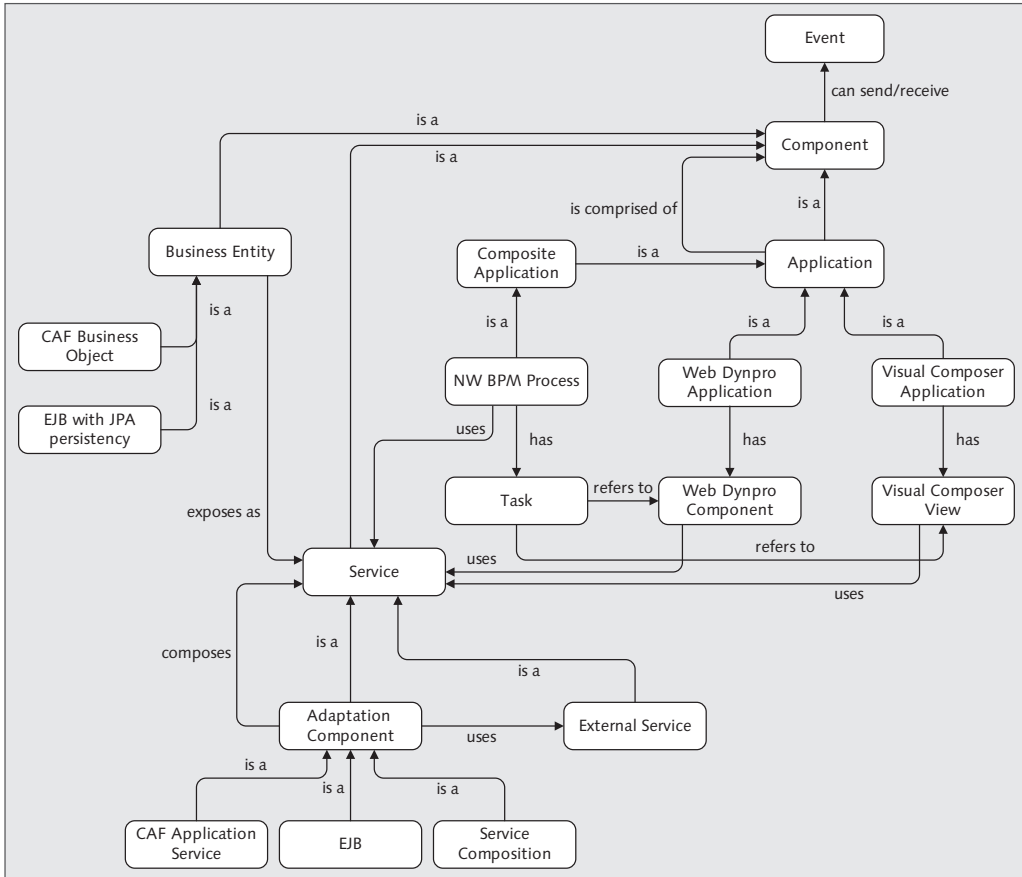 Event
can send/receive
is a
Component
is a
is comprised of
is a
Business Entity
Composite
Application
is a
Application
is a
CAF Business
Object
is a
is a
is a
NW BPM Process
Web Dynpro
Application
Visual Composer
Application
EJB with JPA
persistency
is a
uses
has
has
has
Task
refers to
Web Dynpro
Component
Visual Composer
View
exposes as
refers to
Service
uses
uses
composes
is a
is a
Adaptation
Component
uses
External Service
is a
is a
is a
CAF Application
Service
EJB
Service
Composition